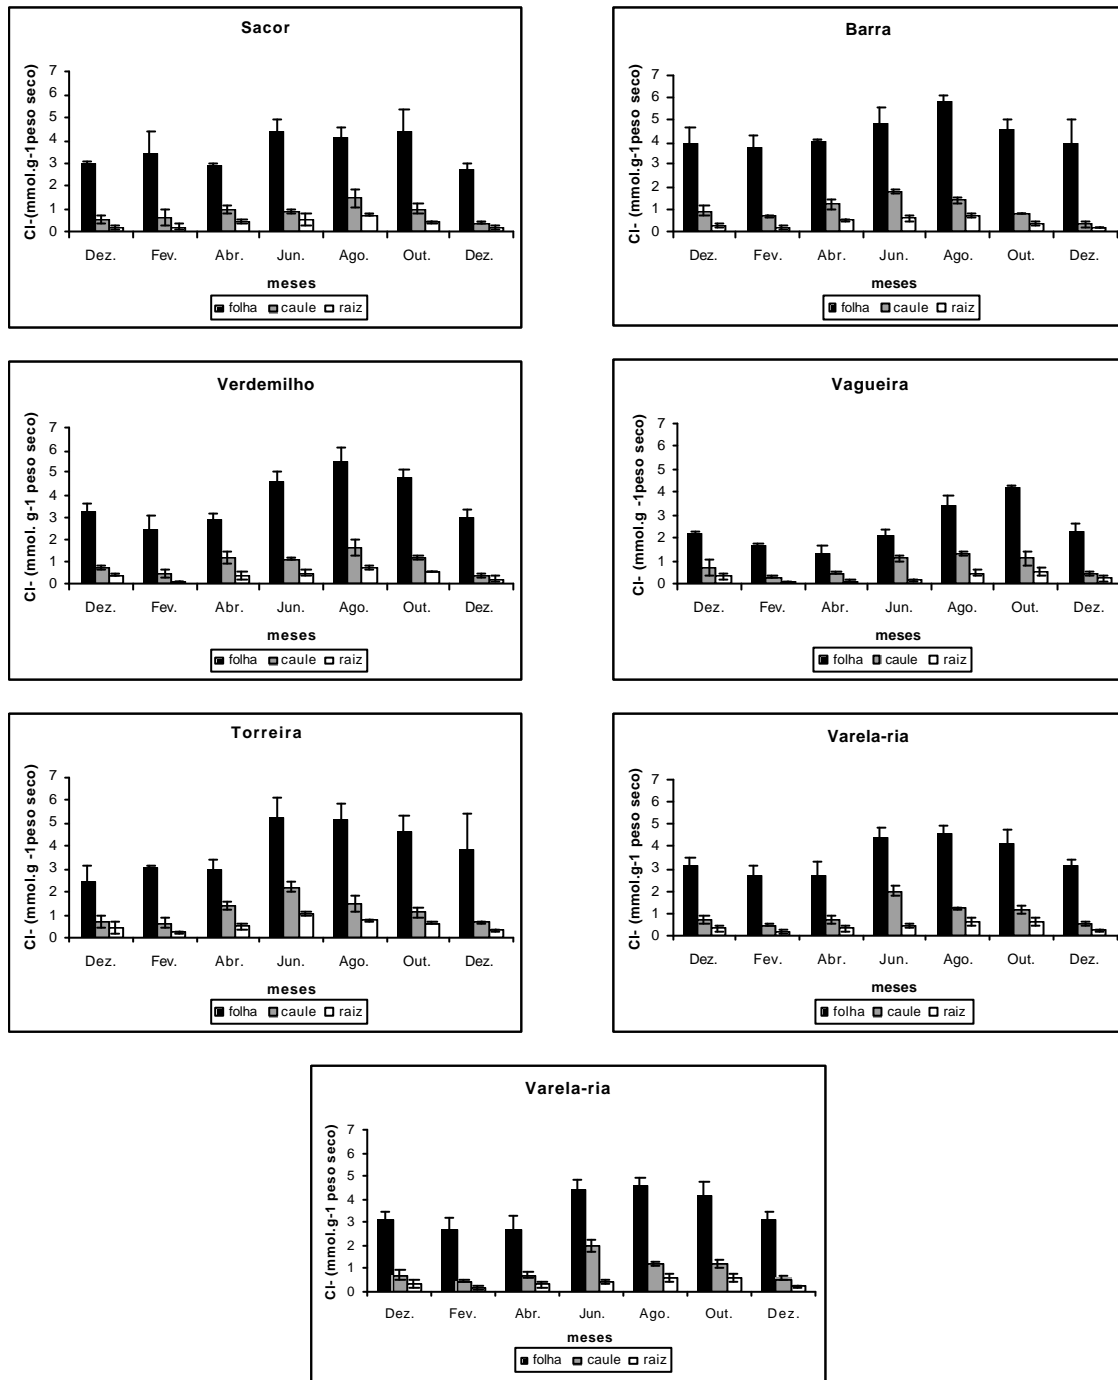 Sacor
Cl- (mmol.g-1peso seco)
7
6
5
4
3
2
1
0
Dez. Fev. Abr. Jun. Ago. Out. Dez.
meses
folha caule raiz
Barra
Cl- (mmol.g-1peso seco)
7
6
5
4
3
2
1
0
Dez. Fev. Abr. Jun. Ago. Out. Dez.
meses
folha caule raiz
Verdemilho
Cl- (mmol. g-1 peso seco)
7
6
5
4
3
2
1
0
Dez. Fev. Abr. Jun. Ago. Out. Dez.
meses
folha caule raiz
Vagueira
Cl- (mmol.g -1peso seco)
7
6
5
4
3
2
1
0
Dez. Fev. Abr. Jun. Ago. Out. Dez.
meses
folha caule raiz
Torreira
Cl- (mmol.g -1peso seco)
7
6
5
4
3
2
1
0
Dez. Fev. Abr. Jun. Ago. Out. Dez.
meses
folha caule raiz
Varela-ria
Cl- (mmol.g-1 peso seco)
7
6
5
4
3
2
1
0
Dez. Fev. Abr. Jun. Ago. Out. Dez.
meses
folha caule raiz
Varela-ria
Cl- (mmol.g-1 peso seco)
7
6
5
4
3
2
1
0
Dez. Fev. Abr. Jun. Ago. Out. Dez.
meses
folha caule raiz